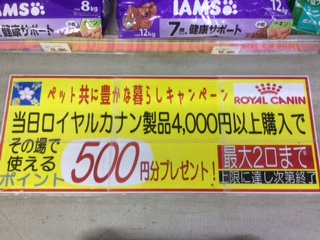 IAMS
8kg
健康サポート
IAMS
7
健康サポート
12kg
ペット共に豊かな暮らしキャンペーン
ROYAL CANIN
当日ロイヤルカナン製品4,000円以上購入で
その場で
使える
ポイント
500円分プレゼント!
最大2口まで
上限に達し次第終了